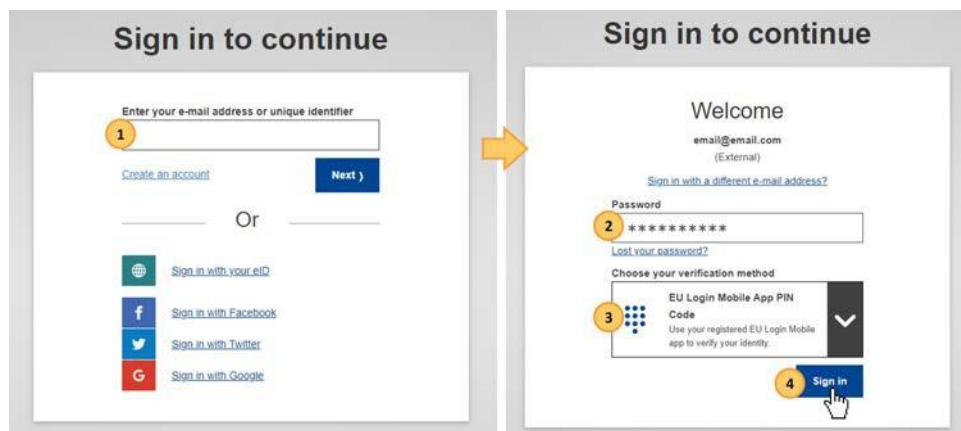 Sign in to continue
Enter your e-mail address or unique identifier
1
Create an account
Next ⟩
Or
Sign in with your eID
f
Sign in with Facebook
Sign in with Twitter
G
Sign in with Google
Sign in to continue
Welcome
email@email.com
(External)
Sign in with a different e-mail address?
Password
2
**********
Lost your password?
Choose your verification method
EU Login Mobile App PIN
Code
3
Use your registered EU Login Mobile
app to verify your identity.
4
Sign in